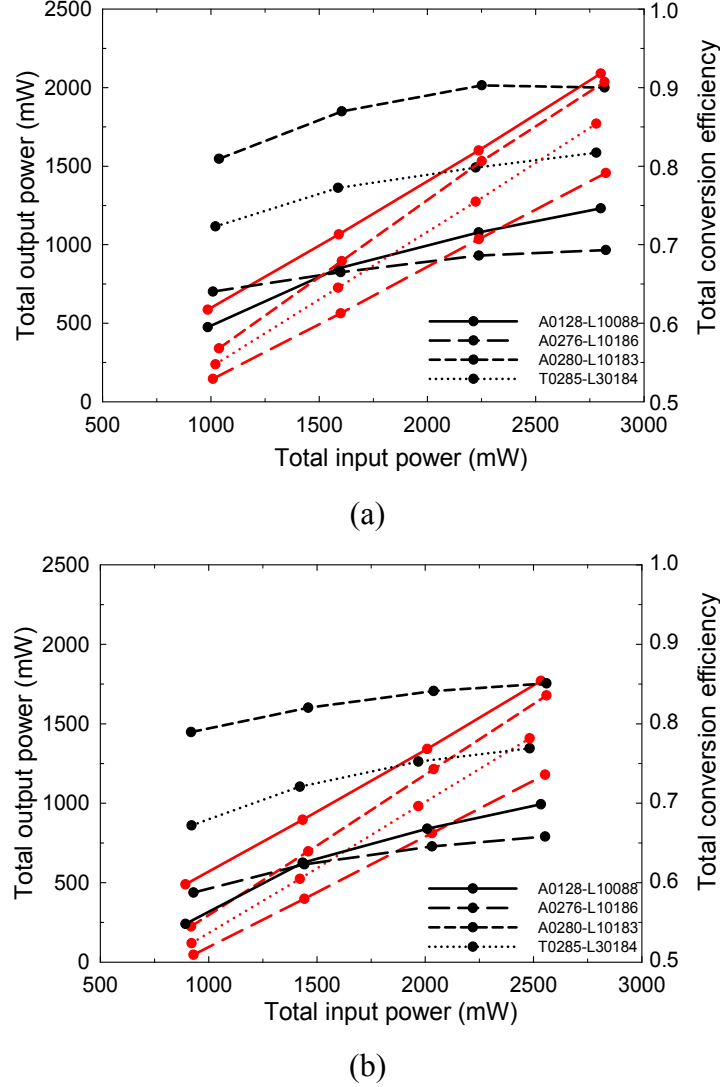 2500
2000
1500
1000
500
0
Total output power (mW)
1.0
0.9
0.8
0.7
0.6
0.5
Total conversion efficiency
A0128-L10088
A0276-L10186
A0280-L10183
T0285-L30184
500 1000 1500 2000 2500 3000
Total input power (mW)
(a)
2500
2000
1500
1000
500
0
Total output power (mW)
1.0
0.9
0.8
0.7
0.6
0.5
Total conversion efficiency
A0128-L10088
A0276-L10186
A0280-L10183
T0285-L30184
500 1000 1500 2000 2500 3000
Total input power (mW)
(b)